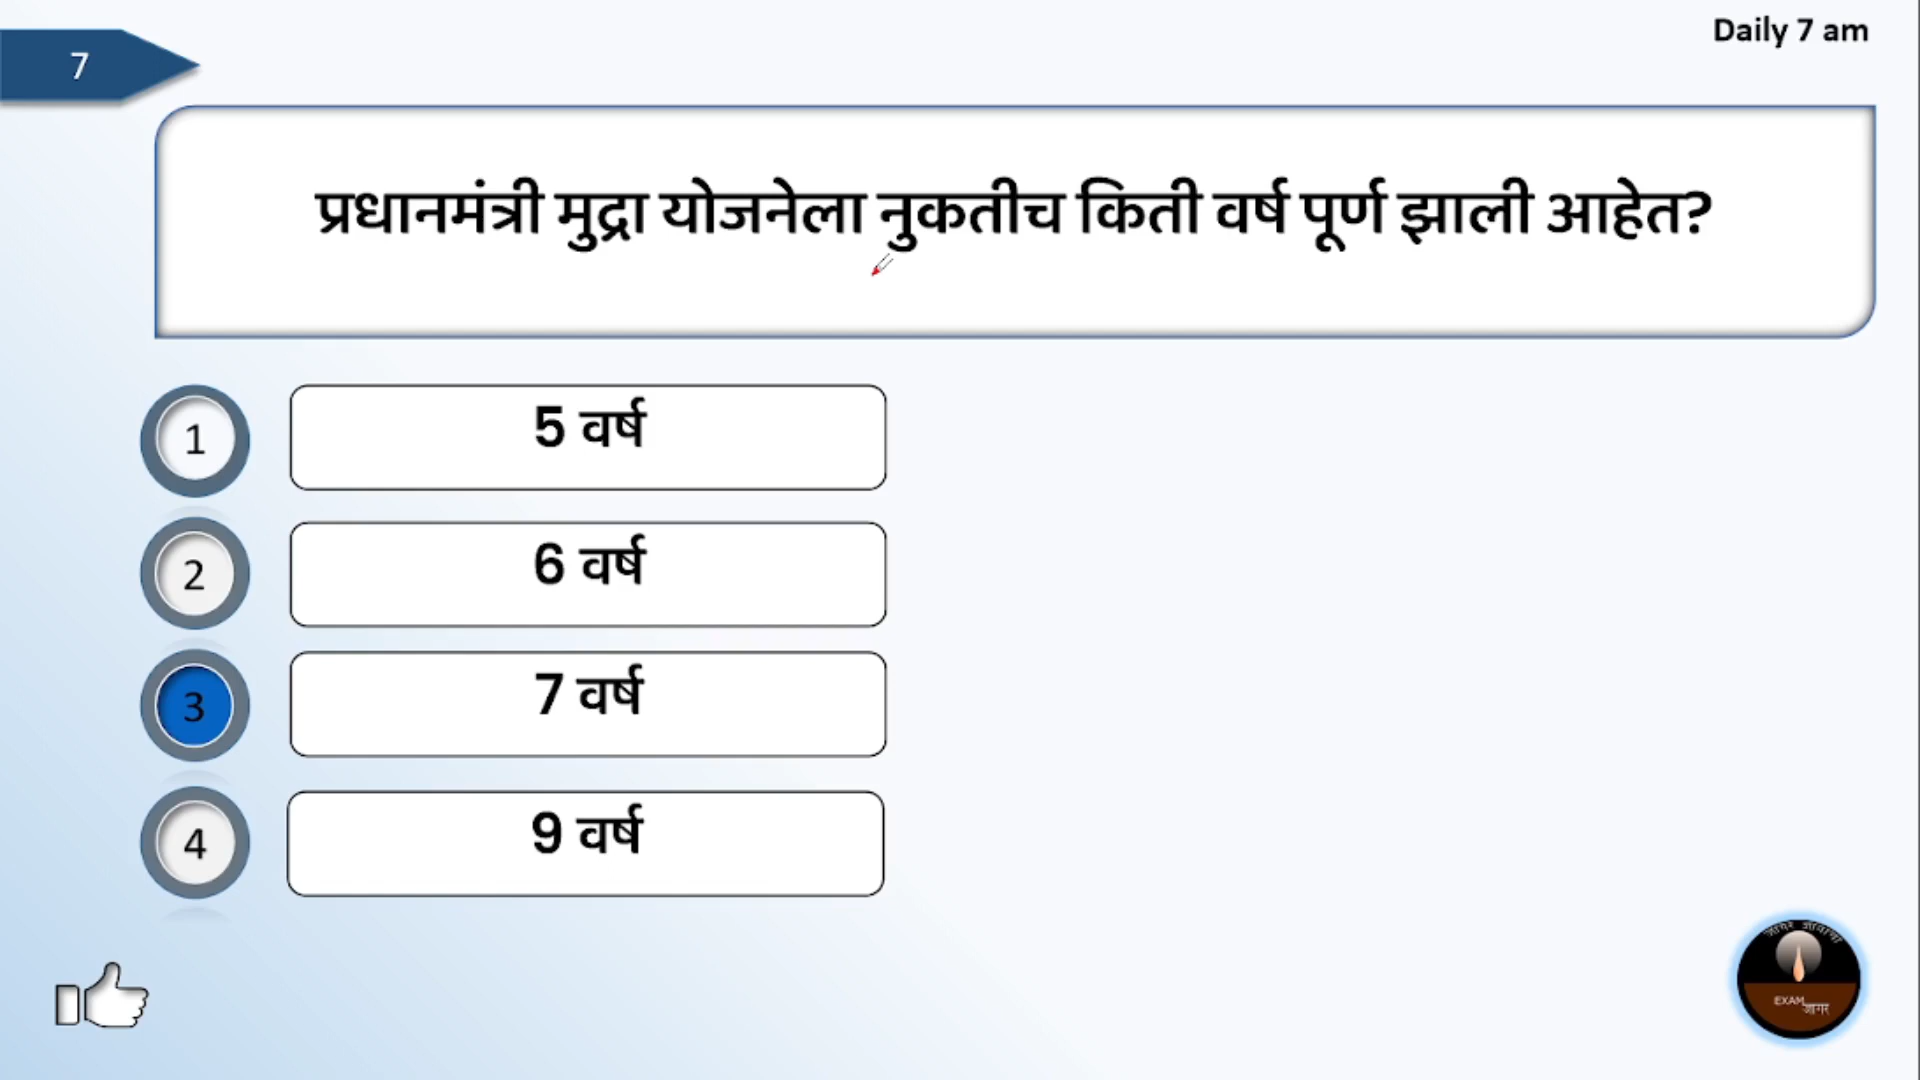 Daily 7 am
7
प्रधानमंत्री मुद्रा योजनेला नुकतीच किती वर्ष पूर्ण झाली आहेत?
1
5 वर्ष
2
6 वर्ष
3
7 वर्ष
4
9 वर्ष
EXAM
जागर